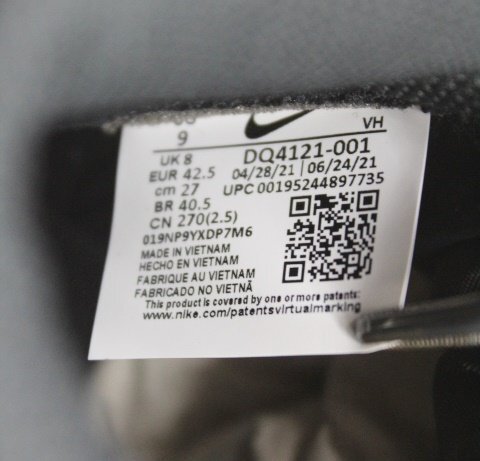 9
VH
UK 8
DQ4121-001
EUR 42.5
04/28/21 | 06/24/21
cm 27
UPC 00195244897735
BR 40.5
CN 270(2.5)
019NP9YXDP7M6
MADE IN VIETNAM
HECHO EN VIETNAM
FABRIQUE AU VIETNAM
FABRICADO NO VIETNÃ
This product is covered by one or more patents:
www.nike.com/patentsvirtualmarking